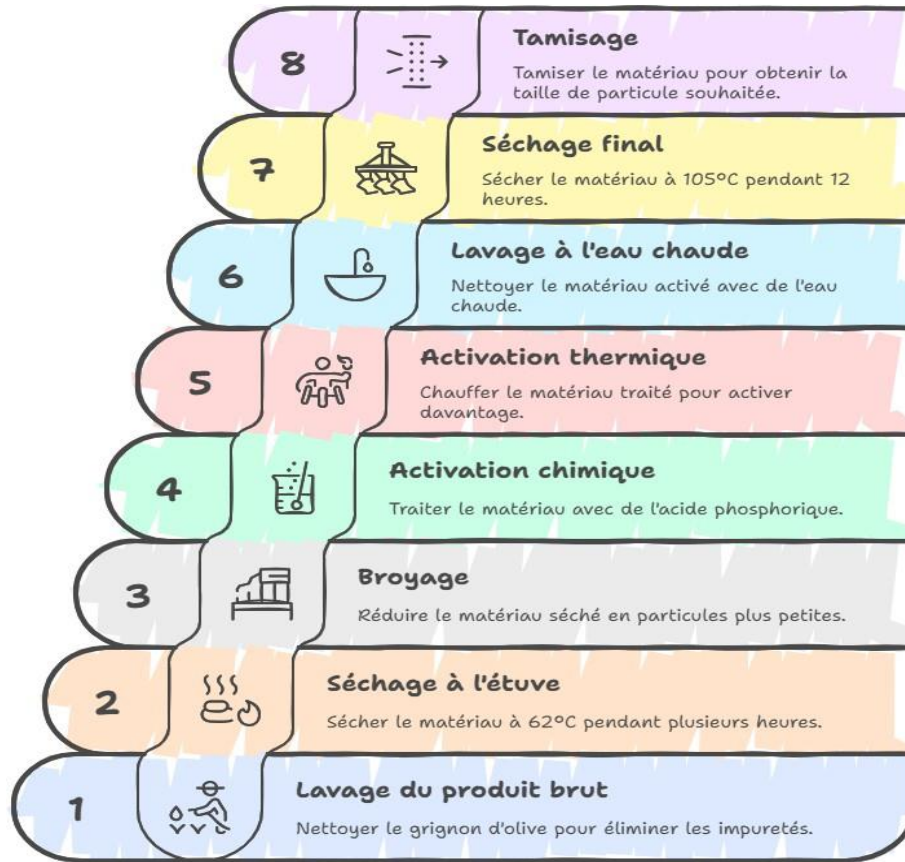 8
Tamisage
Tamiser le matériau pour obtenir la
taille de particule souhaitée.
7
Séchage final
Sécher le matériau à 105°C pendant 12
heures.
6
Lavage à l'eau chaude
Nettoyer le matériau activé avec de l'eau
chaude.
5
Activation thermique
Chauffer le matériau traité pour activer
davantage.
4
Activation chimique
Traiter le matériau avec de l'acide phosphorique.
3
Broyage
Réduire le matériau séché en particules plus petites.
2
Séchage à l'étuve
Sécher le matériau à 62°C pendant plusieurs heures.
1
Lavage du produit brut
Nettoyer le grignon d'olive pour éliminer les impuretés.